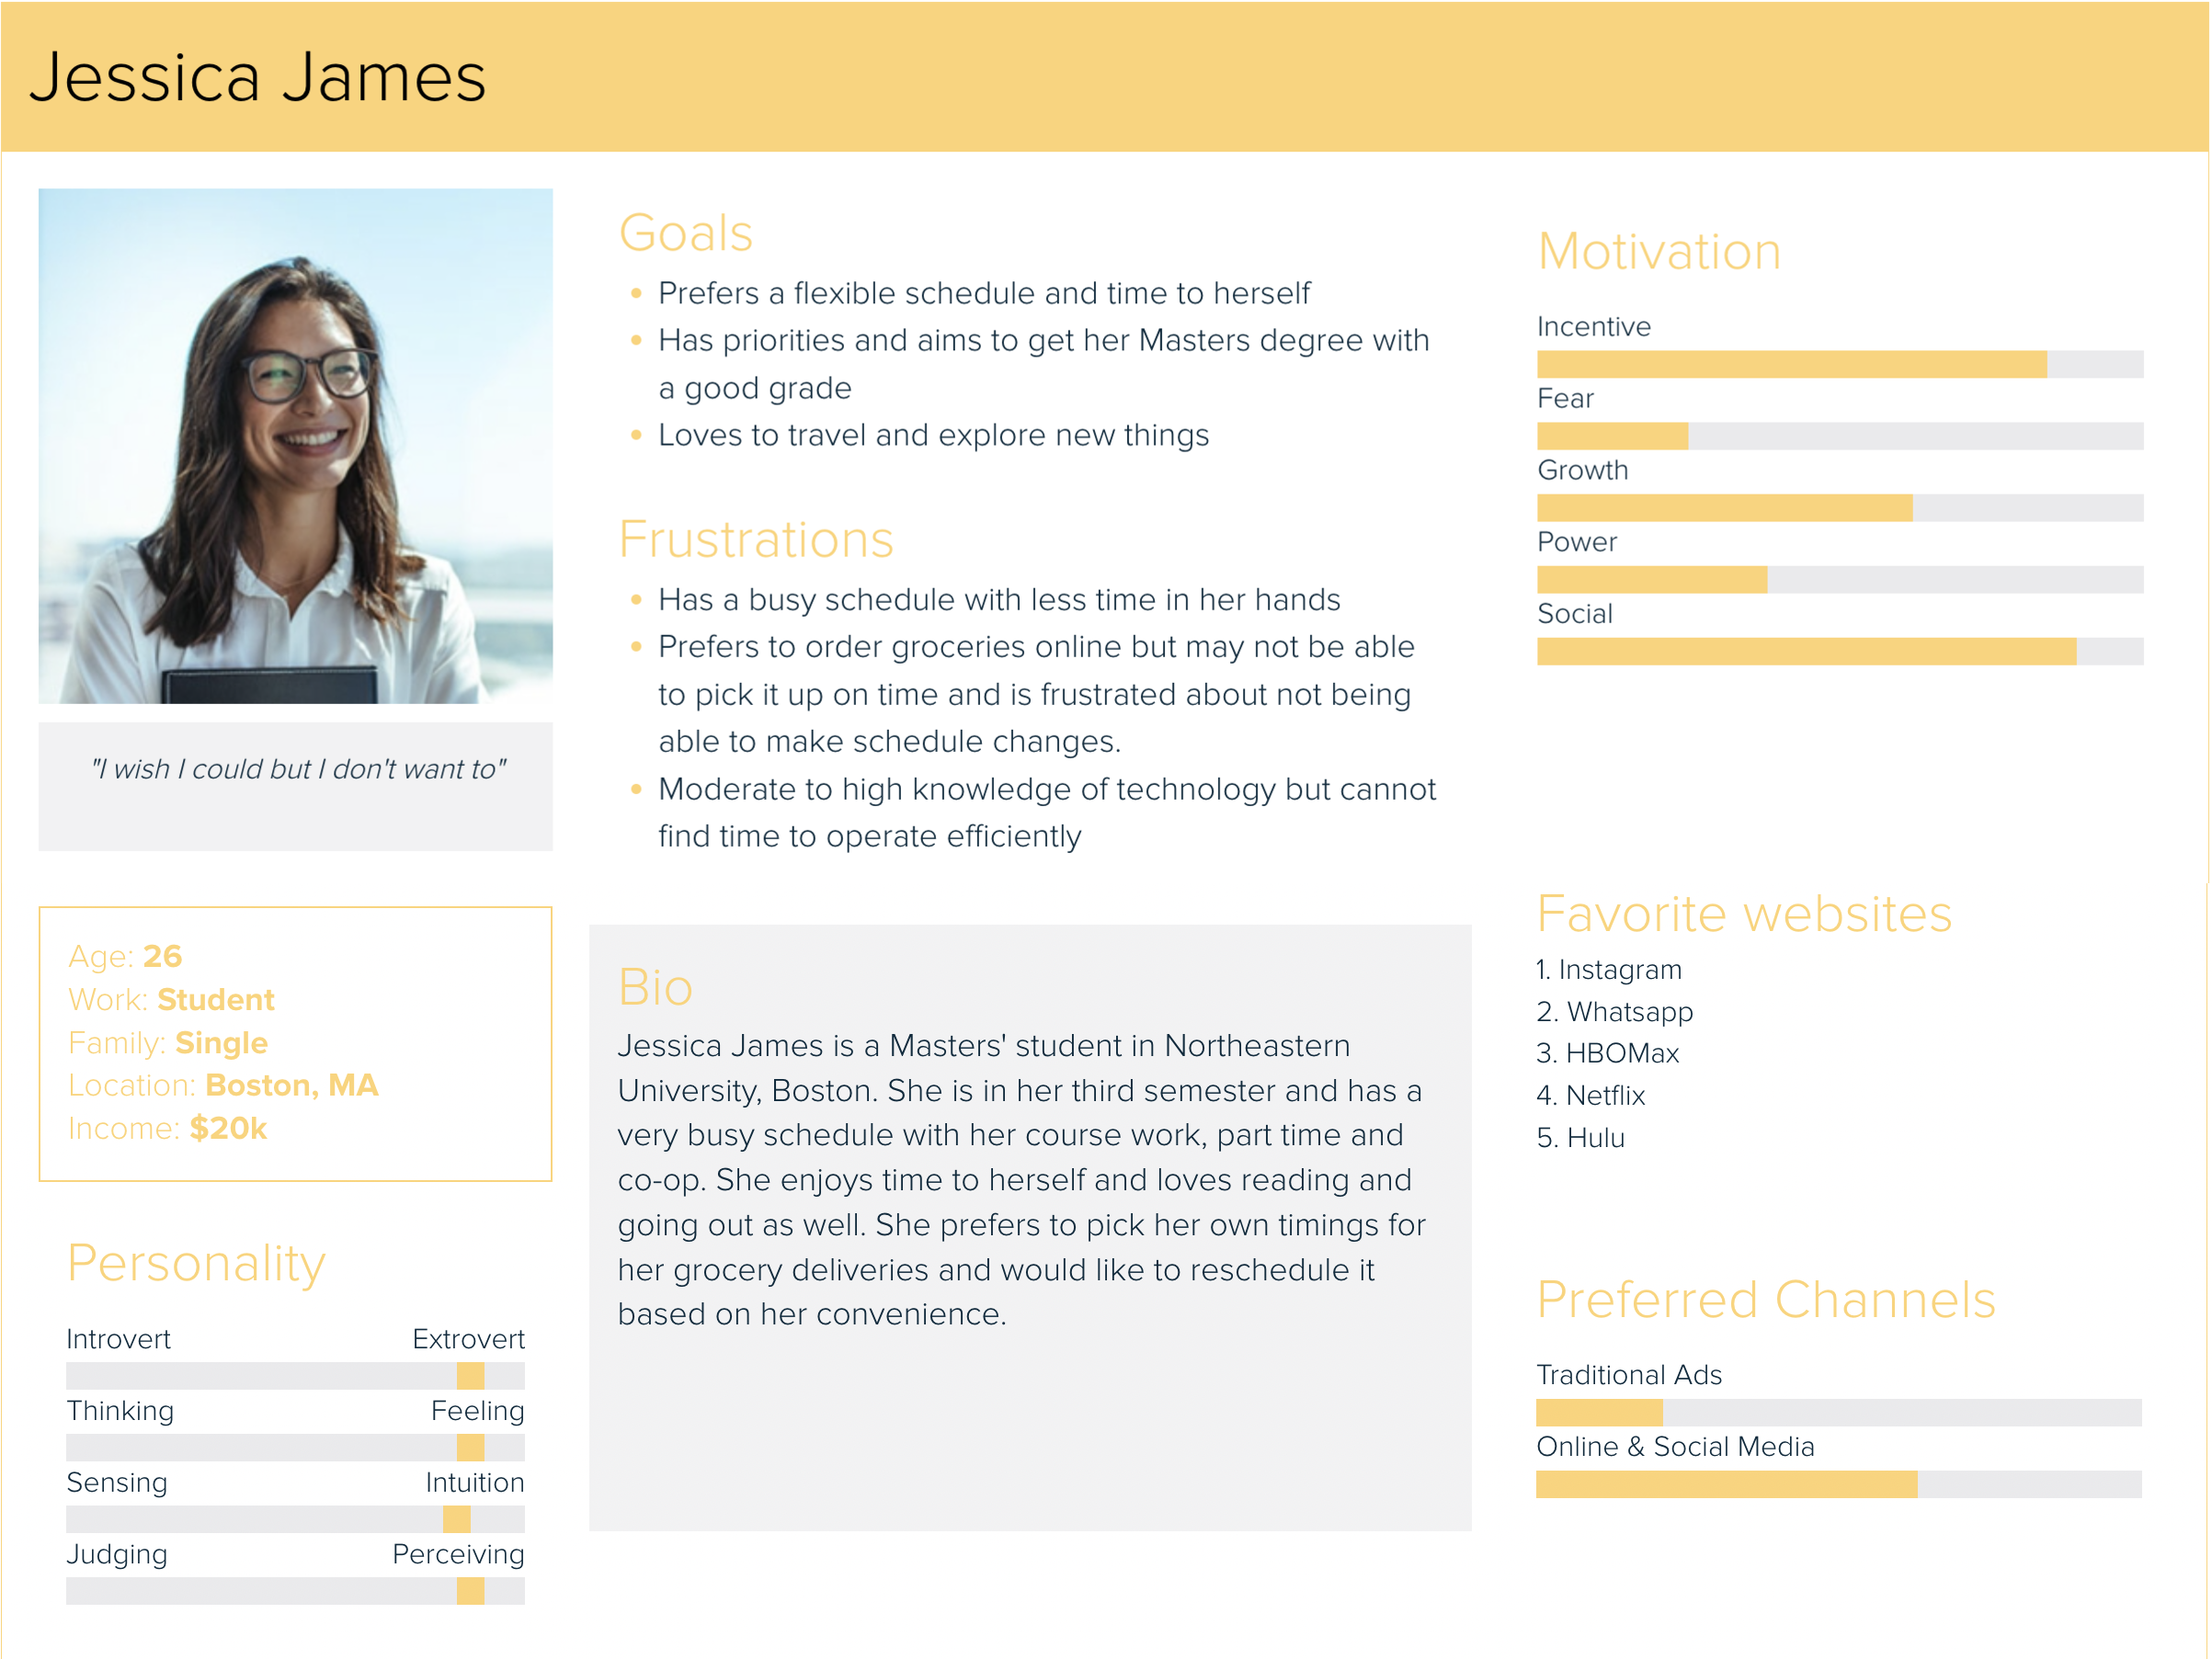 Jessica James
"I wish I could but I don't want to"
Age: 26
Work: Student
Family: Single
Location: Boston, MA
Income: $20k
Personality
Introvert Extrovert
Thinking Feeling
Sensing Intuition
Judging Perceiving
Goals
• Prefers a flexible schedule and time to herself
• Has priorities and aims to get her Masters degree with
a good grade
• Loves to travel and explore new things
Frustrations
• Has a busy schedule with less time in her hands
• Prefers to order groceries online but may not be able
to pick it up on time and is frustrated about not being
able to make schedule changes.
• Moderate to high knowledge of technology but cannot
find time to operate efficiently
Bio
Jessica James is a Masters' student in Northeastern
University, Boston. She is in her third semester and has a
very busy schedule with her course work, part time and
co-op. She enjoys time to herself and loves reading and
going out as well. She prefers to pick her own timings for
her grocery deliveries and would like to reschedule it
based on her convenience.
Motivation
Incentive
Fear
Growth
Power
Social
Favorite websites
1. Instagram
2. Whatsapp
3. HBOMax
4. Netflix
5. Hulu
Preferred Channels
Traditional Ads
Online & Social Media